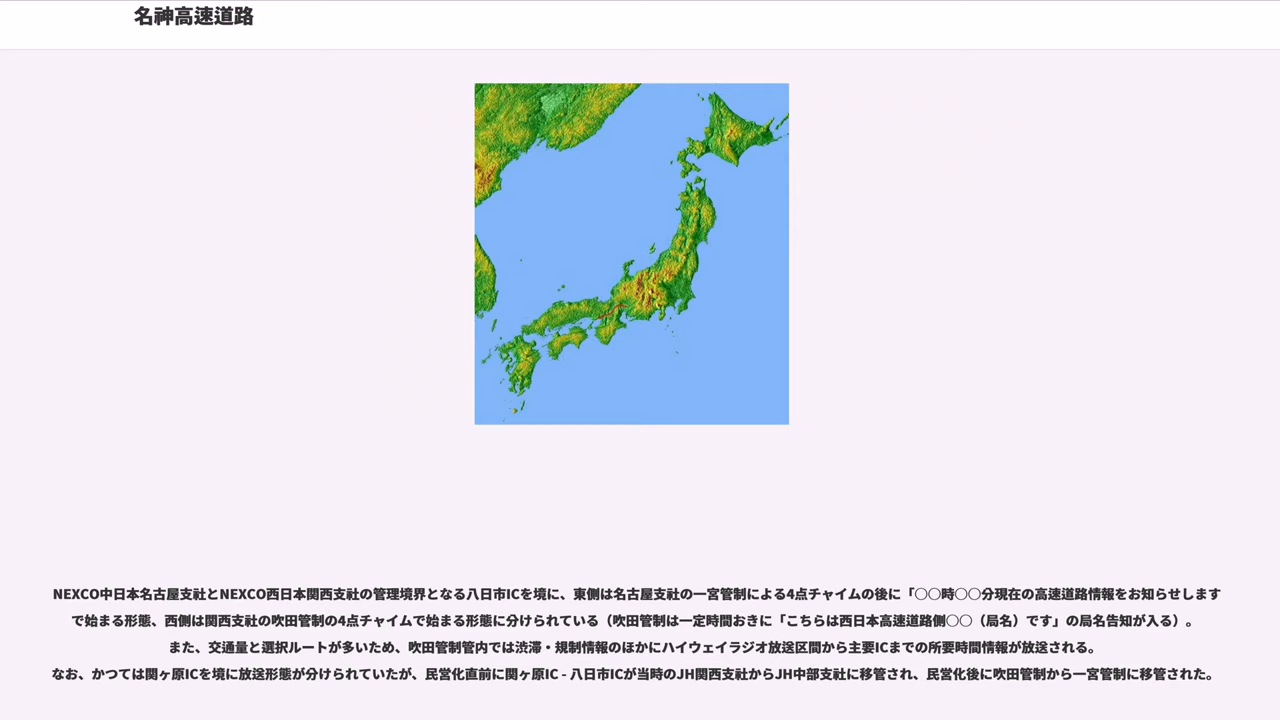 名神高速道路
NEXCO中日本名古屋支社とNEXCO西日本関西支社の管理境界となる八日市ICを境に、東側は名古屋支社の一宮管制による4点チャイムの後に「○○時○○分現在の高速道路情報をお知らせします
で始まる形態、西側は関西支社の吹田管制の4点チャイムで始まる形態に分けられている（吹田管制は一定時間おきに「こちらは西日本高速道路側○○（局名）です」の局名告知が入る）。
また、交通量と選択ルートが多いため、吹田管制管内では渋滞・規制情報のほかにハイウェイラジオ放送区間から主要ICまでの所要時間情報が放送される。
なお、かつては関ヶ原ICを境に放送形態が分けられていたが、民営化直前に関ヶ原IC - 八日市ICが当時のJH関西支社からJH中部支社に移管され、民営化後に吹田管制から一宮管制に移管された。